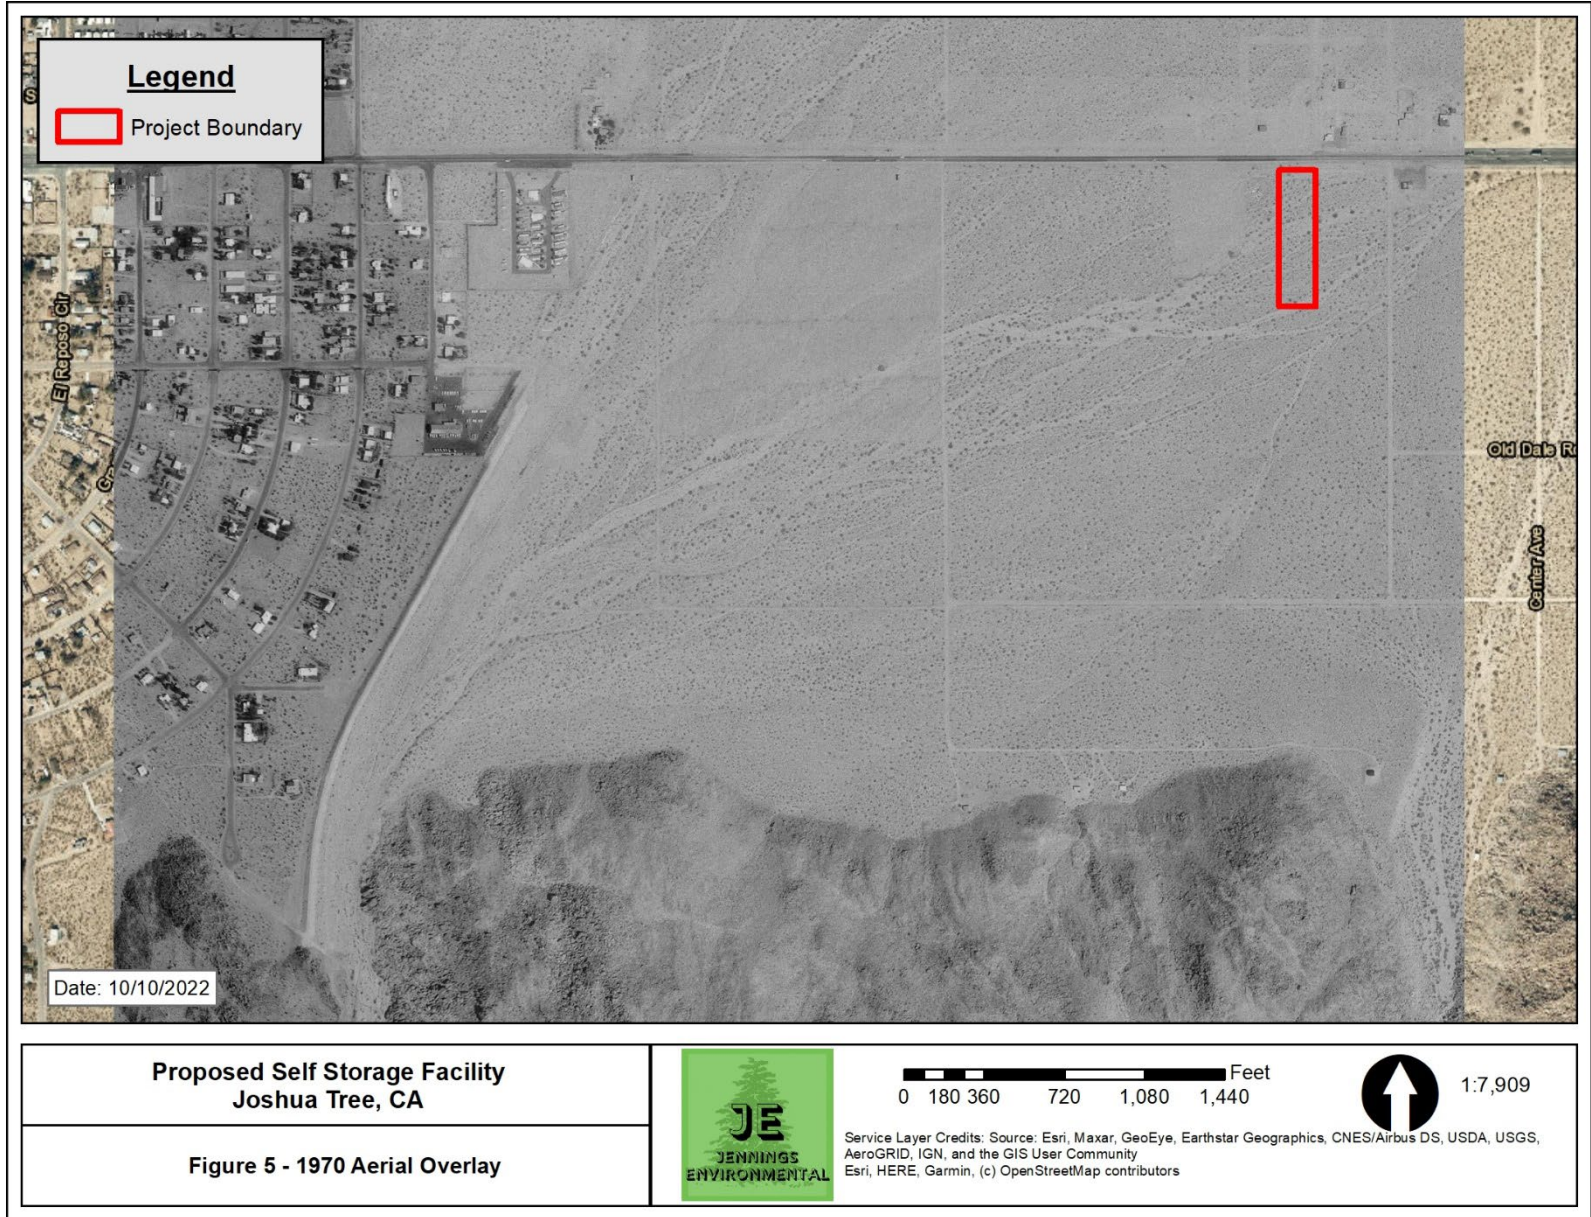 Legend
Project Boundary
El Reposo Cir
Old Dale R
Center Ave
Date: 10/10/2022
Proposed Self Storage Facility
Joshua Tree, CA
Figure 5 - 1970 Aerial Overlay
JE
JENNINGS
ENVIRONMENTAL
Feet
0 180 360 720 1,080 1,440
1:7,909
Service Layer Credits: Source: Esri, Maxar, GeoEye, Earthstar Geographics, CNES/Airbus DS, USDA, USGS,
AeroGRID, IGN, and the GIS User Community
Esri, HERE, Garmin, (c) OpenStreetMap contributors